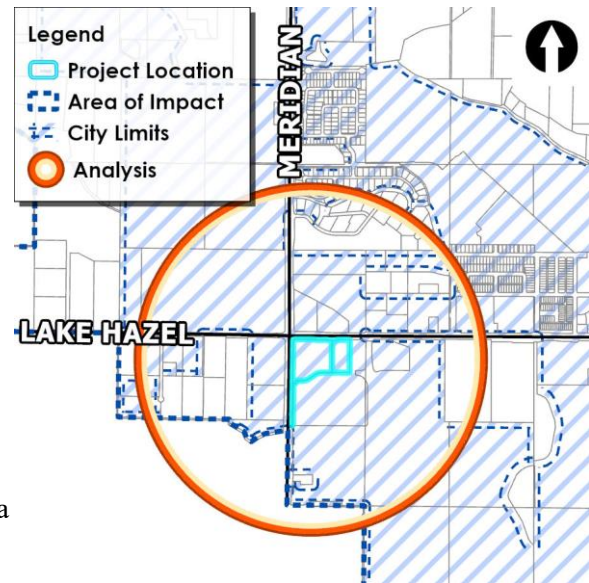 Legend
Project Location
Area of Impact
City Limits
Analysis
MERIDIAN
LAKE HAZEL
a